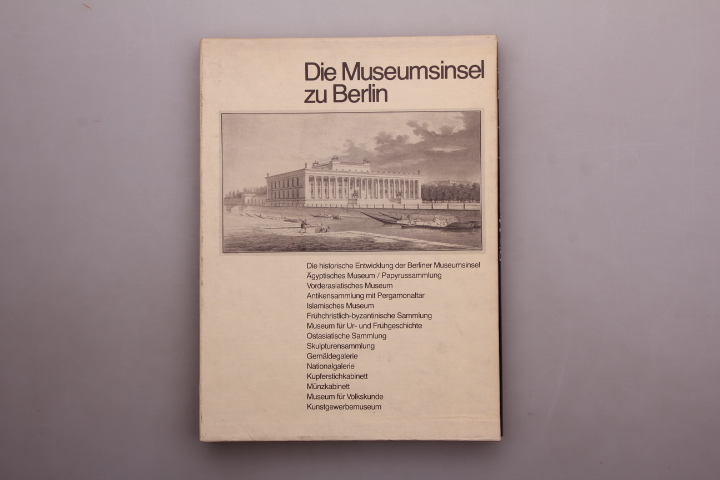 Die Museumsinsel
zu Berlin
Die historische Entwicklung der Berliner Museumsinsel
Ägyptisches Museum / Papyrussammlung
Vorderasiatisches Museum
Antikensammlung mit Pergamonaltar
Islamisches Museum
Frühchristlich-byzantinische Sammlung
Museum für Ur- und Frühgeschichte
Ostasiatische Sammlung
Skulpturensammlung
Gemäldegalerie
Nationalgalerie
Kupferstichkabinett
Münzkabinett
Museum für Volkskunde
Kunstgewerbemuseum